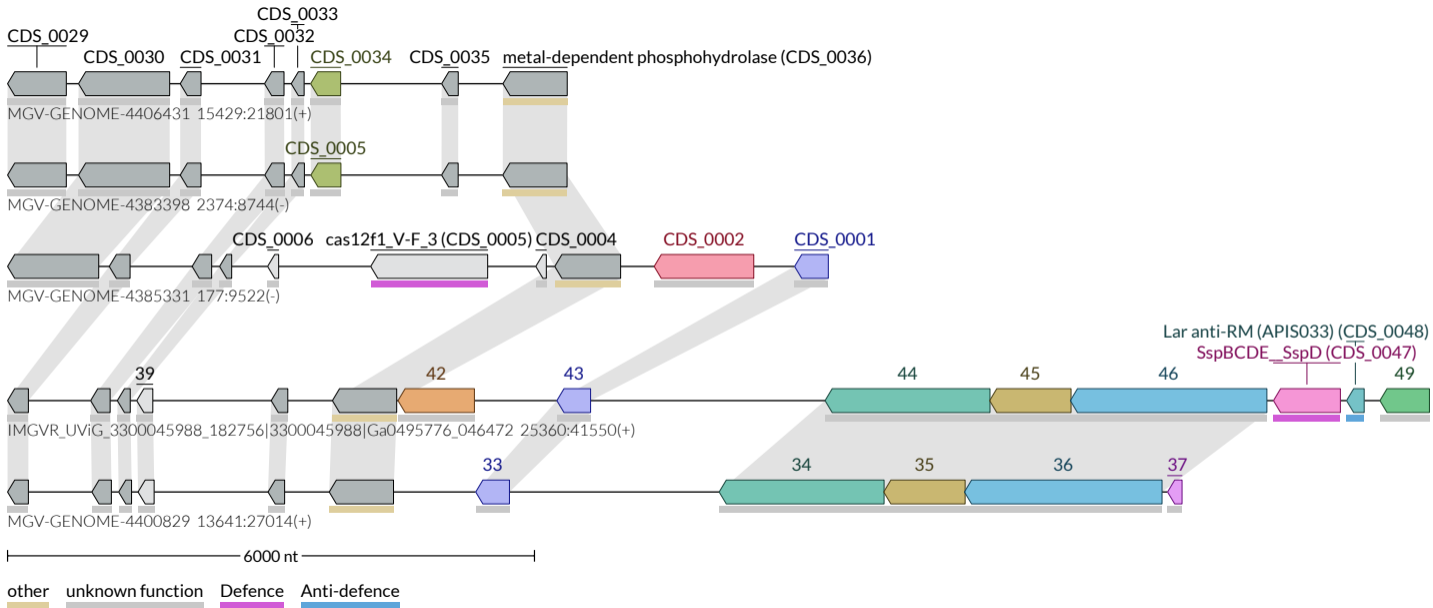 CDS_0033
CDS_0029 CDS_0032
CDS_0030 CDS_0031 CDS_0034 CDS_0035 metal-dependent phosphohydrolase (CDS_0036)
MGV-GENOME-4406431 15429:21801(+)
CDS_0005
MGV-GENOME-4383398 2374:8744(-)
CDS_0006 cas12f1_V-F_3 (CDS_0005) CDS_0004 CDS_0002 CDS_0001
MGV-GENOME-4385331 177:9522(-)
Lar anti-RM (APIS033) (CDS_0048)
SspBCDE__SspD (CDS_0047)
39 42 43 44 45 46 49
IMGVR_UViG_3300045988_182756|3300045988|Ga0495776_046472 25360:41550(+)
33 34 35 36 37
MGV-GENOME-4400829 13641:27014(+)
6000 nt
other unknown function Defence Anti-defence